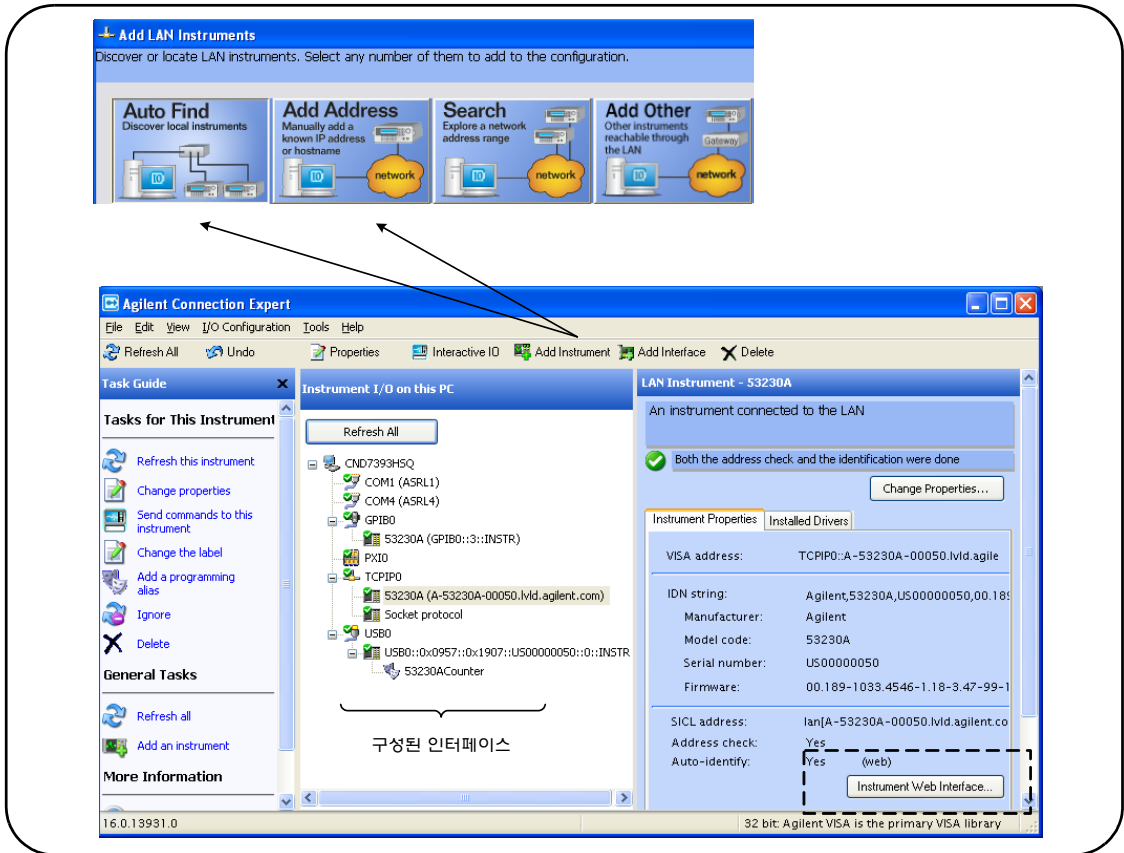 Add LAN Instruments
Discover or locate LAN instruments. Select any number of them to add to the configuration.
Auto Find
Discover local instruments
IO
Add Address
Manually add a
known IP address
or hostname
IO
network
Search
Explore a network
address range
IO
network
Add Other
Other instruments
reachable through
the LAN
Gateway
IO
network
Agilent Connection Expert
File Edit View I/O Configuration Tools Help
Refresh All Undo Properties Interactive IO Add Instrument Add Interface Delete
Task Guide
Tasks for This Instrument
Refresh this instrument
Change properties
Send commands to this
instrument
Change the label
Add a programming
alias
Ignore
Delete
General Tasks
Refresh all
Add an instrument
More Information
Instrument I/O on this PC
Refresh All
CND7393HSQ
COM1 (ASRL1)
COM4 (ASRL4)
GPIB0
53230A (GPIB0::3::INSTR)
PXI0
TCPIP0
53230A (A-53230A-00050.lvld.agilent.com)
Socket protocol
USB0
USB0::0x0957::0x1907::US00000050::0::INSTR
53230ACounter
구성된 인터페이스
LAN Instrument - 53230A
An instrument connected to the LAN
Both the address check and the identification were done
Change Properties...
Instrument Properties Installed Drivers
VISA address: TCPIP0::A-53230A-00050.lvld.agile
IDN string: Agilent,53230A,US00000050,00.189
Manufacturer: Agilent
Model code: 53230A
Serial number: US00000050
Firmware: 00.189-1033.4546-1.18-3.47-99-1
SICL address: lan[A-53230A-00050.lvld.agilent.co
Address check: Yes
Auto-identify: Yes (web)
Instrument Web Interface...
16.0.13931.0
32 bit: Agilent VISA is the primary VISA library